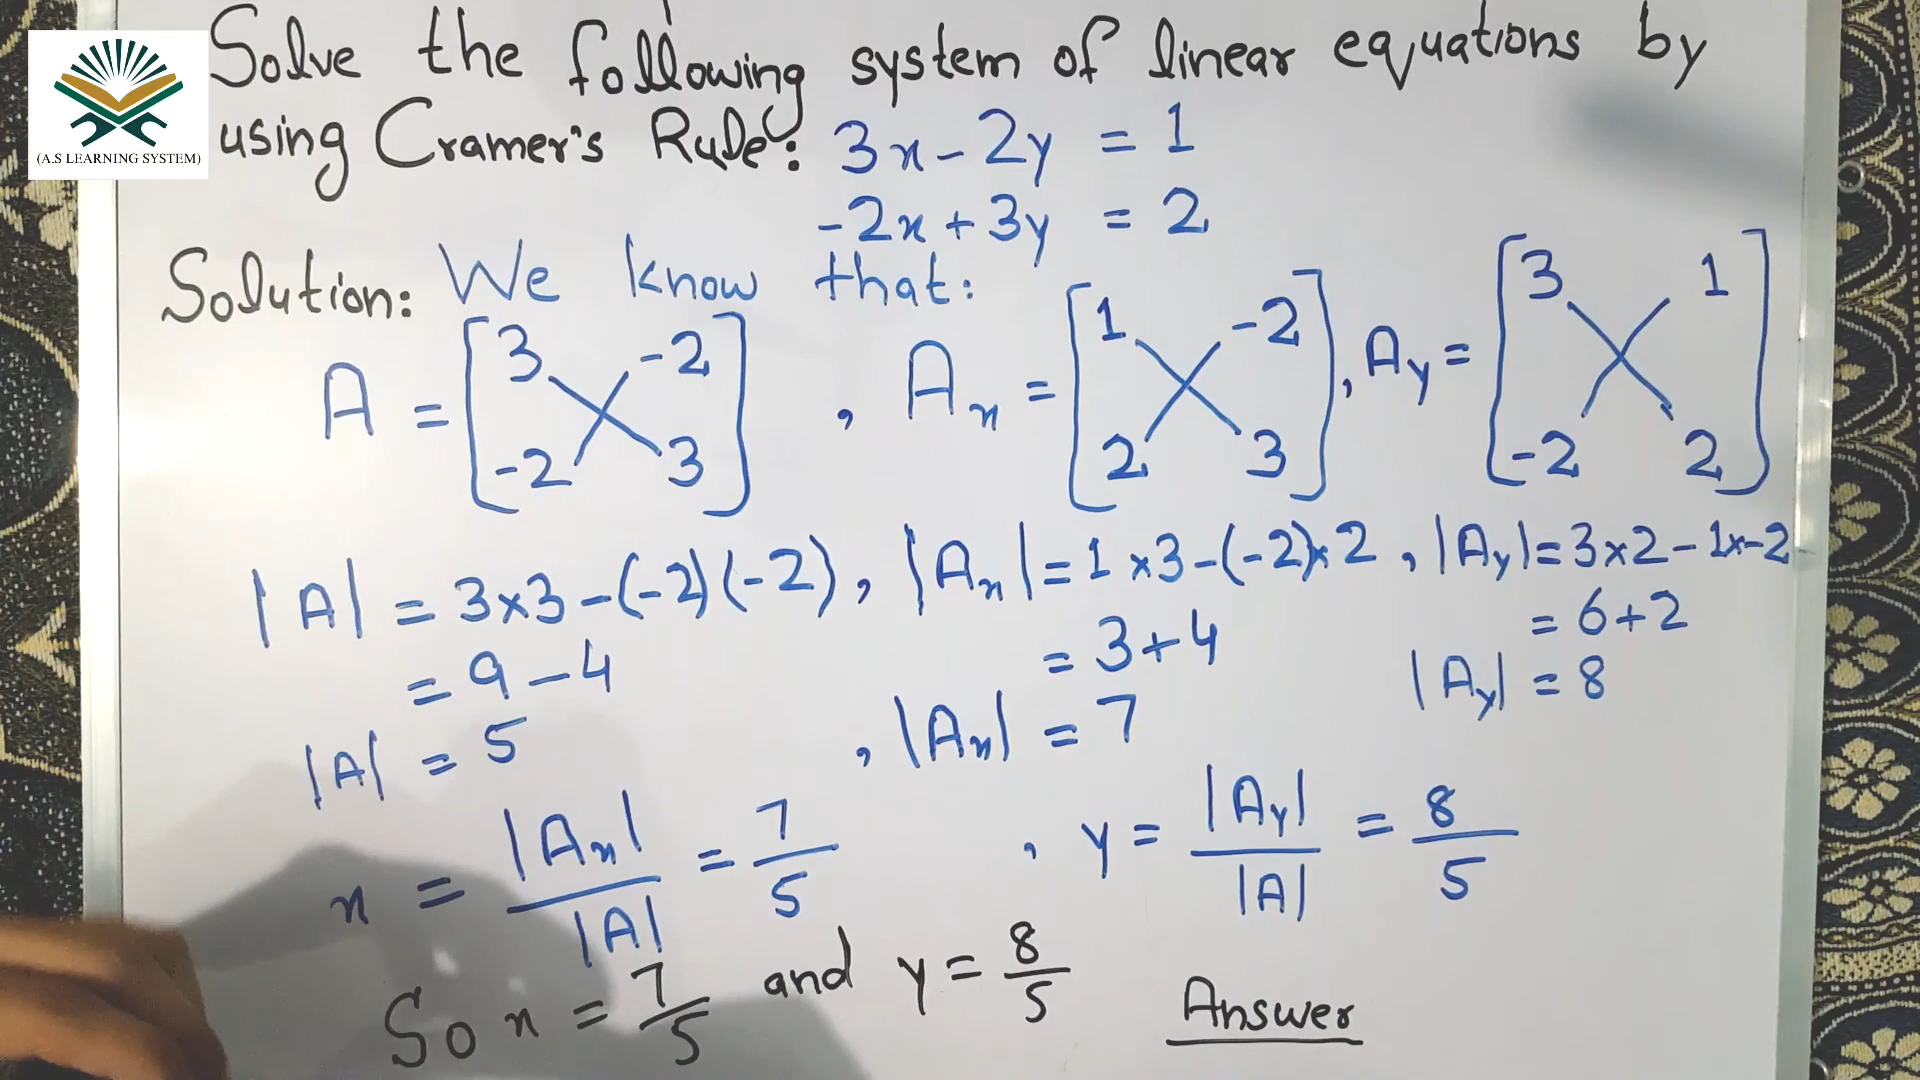 Solve the following system of linear equations by
(A.S LEARNING SYSTEM)
using Cramer's Rule: 3x - 2y = 1
-2x + 3y = 2
Solution: We know that:
A = [3 -2
-2 3] , Ax = [1 -2
2 3] , Ay = [3 1
-2 2]
|A| = 3×3-(-2)(-2) , |Ax| = 1×3-(-2)×2 , |Ay| = 3×2-1×-2
= 9-4
= 3+4
= 6+2
|A| = 5 , |Ax| = 7
|Ay| = 8
x = |Ax|/|A| = 7/5 , y = |Ay|/|A| = 8/5
So x = 7/5 and y = 8/5 Answer